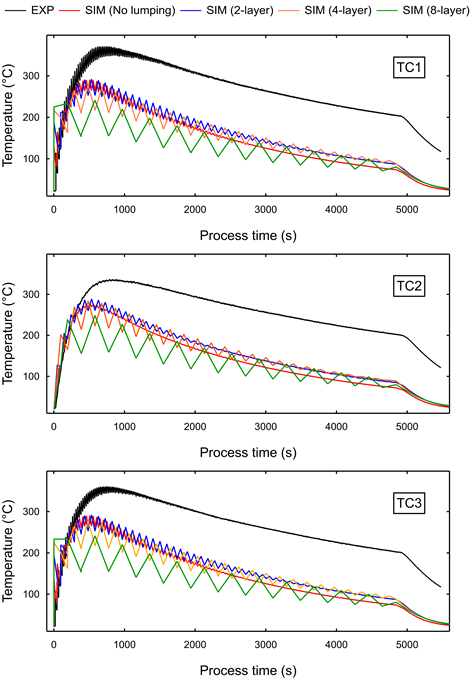 EXP SIM (No lumping) SIM (2-layer) SIM (4-layer) SIM (8-layer)
TC1
Temperature (°C)
300
200
100
0 1000 2000 3000 4000 5000
Process time (s)
TC2
Temperature (°C)
300
200
100
0 1000 2000 3000 4000 5000
Process time (s)
TC3
Temperature (°C)
300
200
100
0 1000 2000 3000 4000 5000
Process time (s)